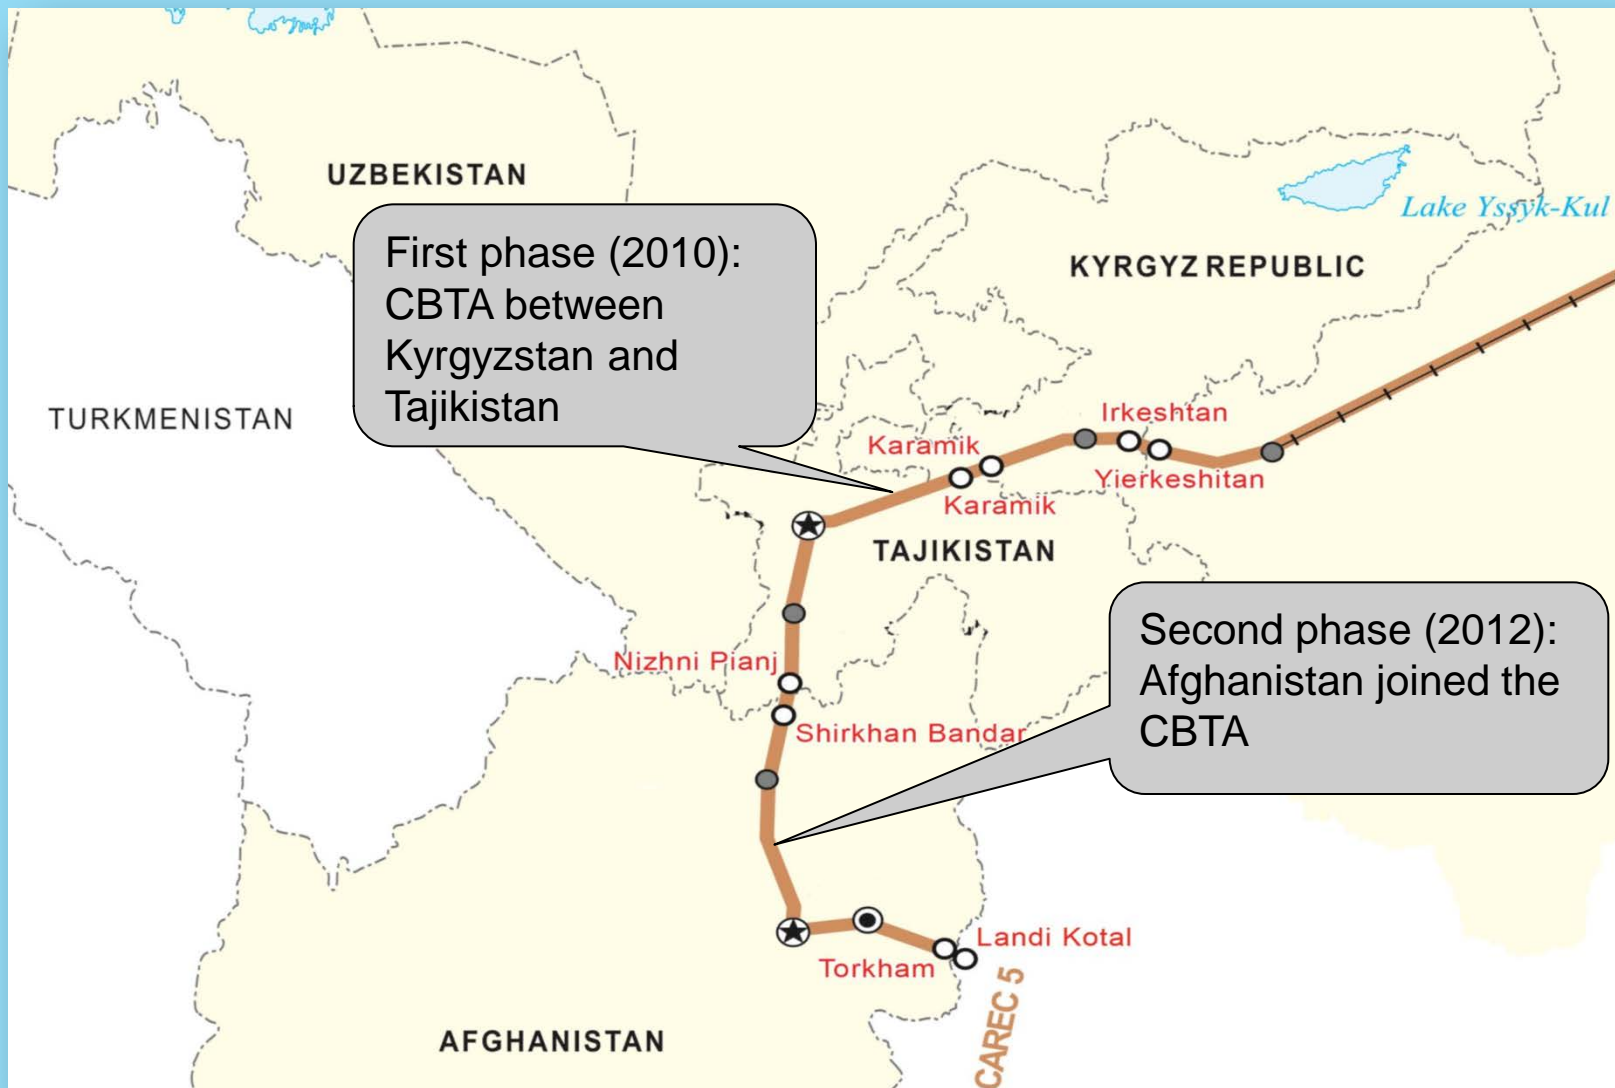 UZBEKISTAN
Lake Yssyk-Kul
First phase (2010):
CBTA between
Kyrgyzstan and
Tajikistan
KYRGYZ REPUBLIC
TURKMENISTAN
Irkeshtan
Karamik
Yierkeshitan
Karamik
TAJIKISTAN
Second phase (2012):
Afghanistan joined the
CBTA
Nizhni Pianj
Shirkhan Bandar
Landi Kotal
Torkham
CAREC 5
AFGHANISTAN